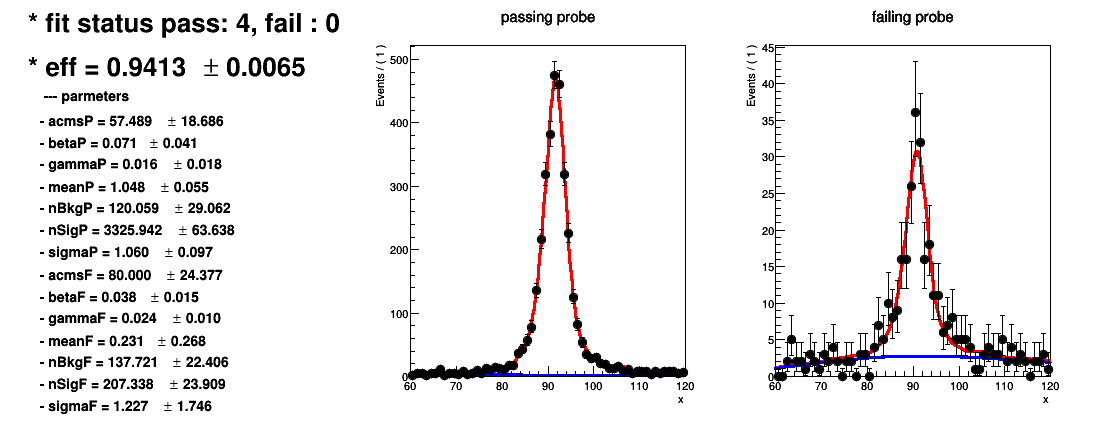 * fit status pass: 4, fail : 0
* eff = 0.9413 ± 0.0065
--- parmeters
- acmsP = 57.489 ± 18.686
- betaP = 0.071 ± 0.041
- gammaP = 0.016 ± 0.018
- meanP = 1.048 ± 0.055
- nBkgP = 120.059 ± 29.062
- nSigP = 3325.942 ± 63.638
- sigmaP = 1.060 ± 0.097
- acmsF = 80.000 ± 24.377
- betaF = 0.038 ± 0.015
- gammaF = 0.024 ± 0.010
- meanF = 0.231 ± 0.268
- nBkgF = 137.721 ± 22.406
- nSigF = 207.338 ± 23.909
- sigmaF = 1.227 ± 1.746
passing probe
Events / ( 1 )
500
400
300
200
100
0
60 70 80 90 100 110 120
x
failing probe
Events / ( 1 )
45
40
35
30
25
20
15
10
5
0
60 70 80 90 100 110 120
x